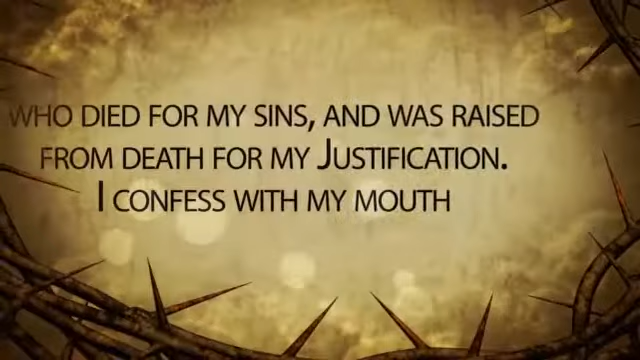 WHO DIED FOR MY SINS, AND WAS RAISED
FROM DEATH FOR MY JUSTIFICATION.
I CONFESS WITH MY MOUTH